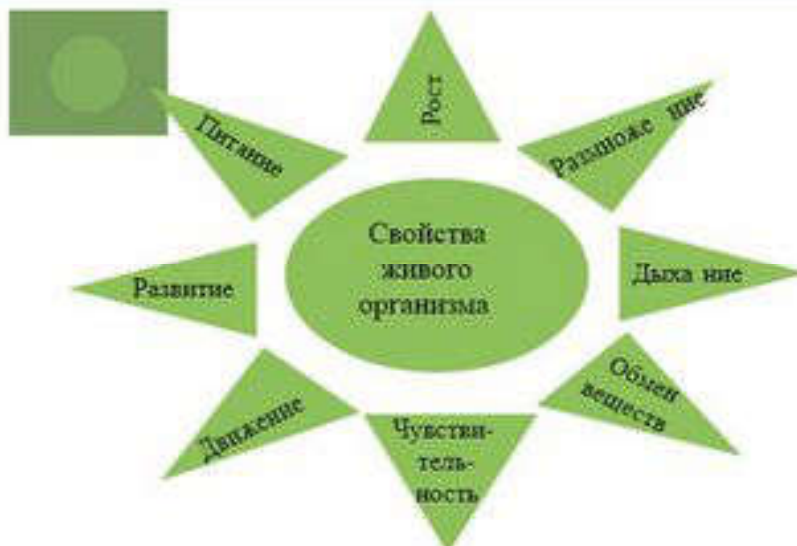 Свойства
живого
организма
Рост
Размноже ние
Дыха ние
Обмен
веществ
Чувстви-
тель-
ность
Движение
Развитие
Питание